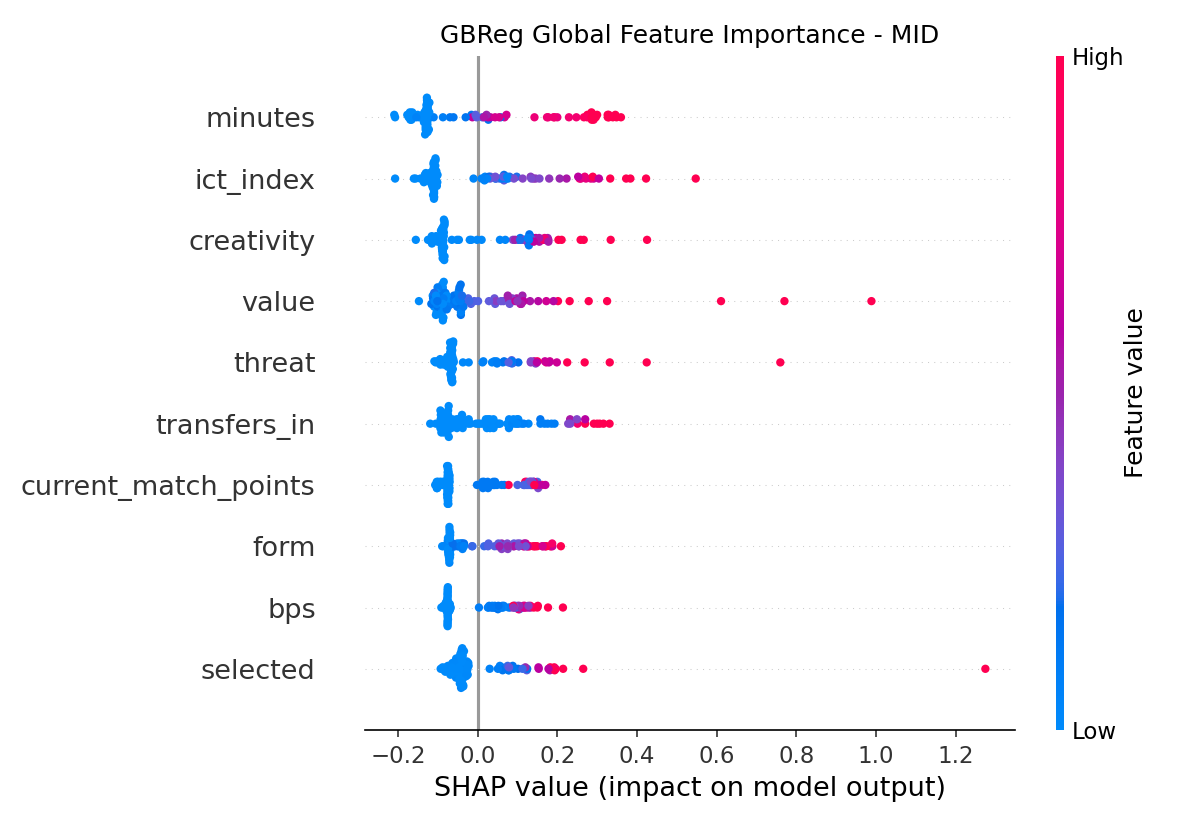 GBReg Global Feature Importance - MID
High
minutes
ict_index
creativity
value
threat
transfers_in
current_match_points
form
bps
selected
Feature value
Low
−0.2 0.0 0.2 0.4 0.6 0.8 1.0 1.2
SHAP value (impact on model output)